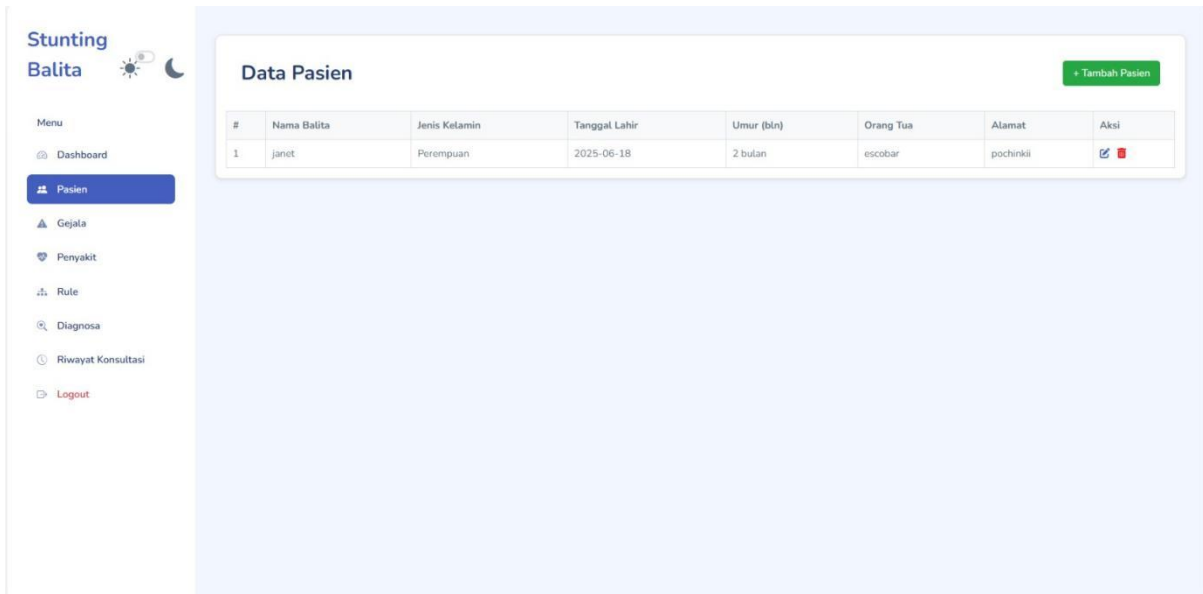 Stunting
Balita
Menu
Dashboard
Pasien
Gejala
Penyakit
Rule
Diagnosa
Riwayat Konsultasi
Logout
Data Pasien
+ Tambah Pasien
# Nama Balita Jenis Kelamin Tanggal Lahir Umur (bln) Orang Tua Alamat Aksi
1 janet Perempuan 2025-06-18 2 bulan escobar pochinkii